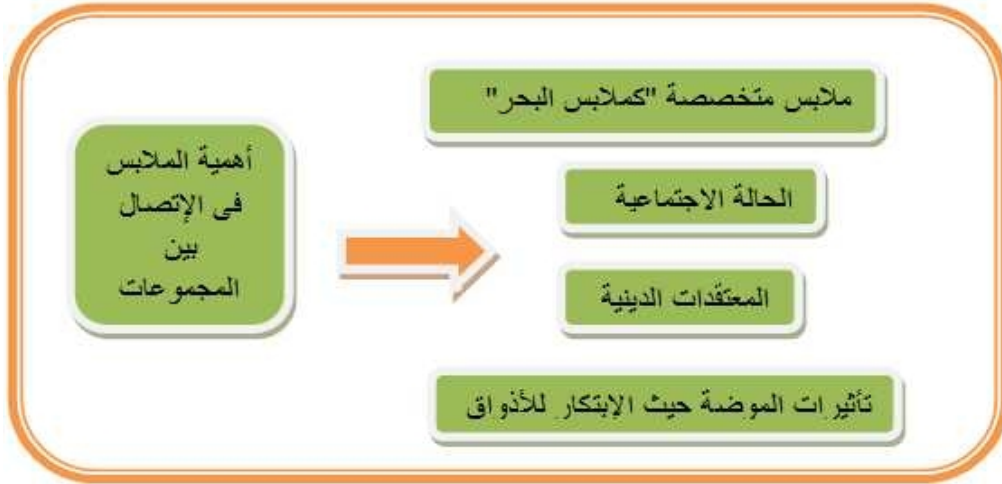 أهمية الملابس
فى الإتصال
بين
المجموعات
ملابس متخصصة "كملابس البحر"
الحالة الاجتماعية
المعتقدات الدينية
تأثيرات الموضة حيث الإبتكار للأذواق